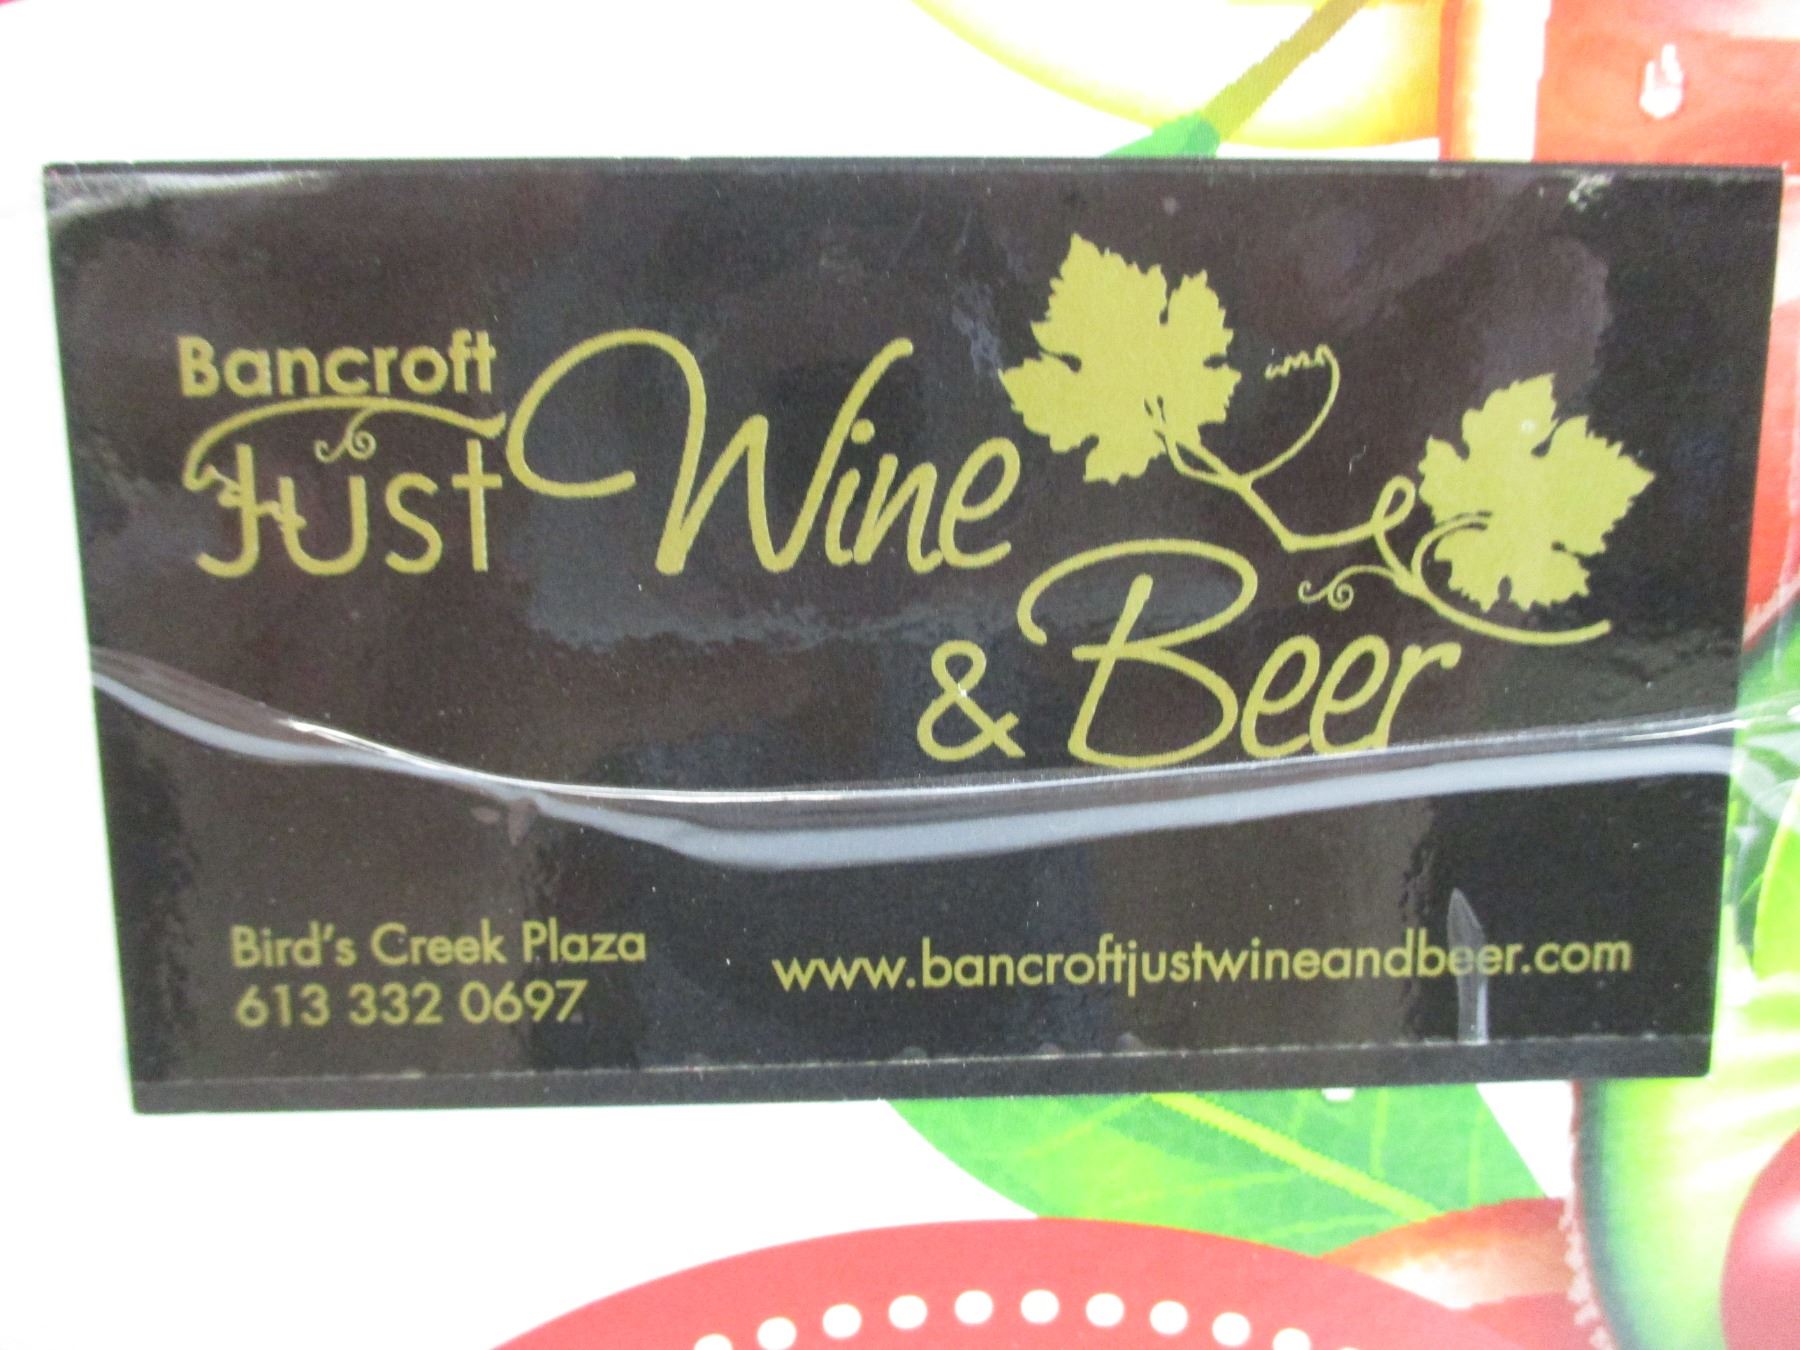 Bancroft
Just Wine
& Beer
Bird's Creek Plaza
613 332 0697
www.bancroftjustwineandbeer.com